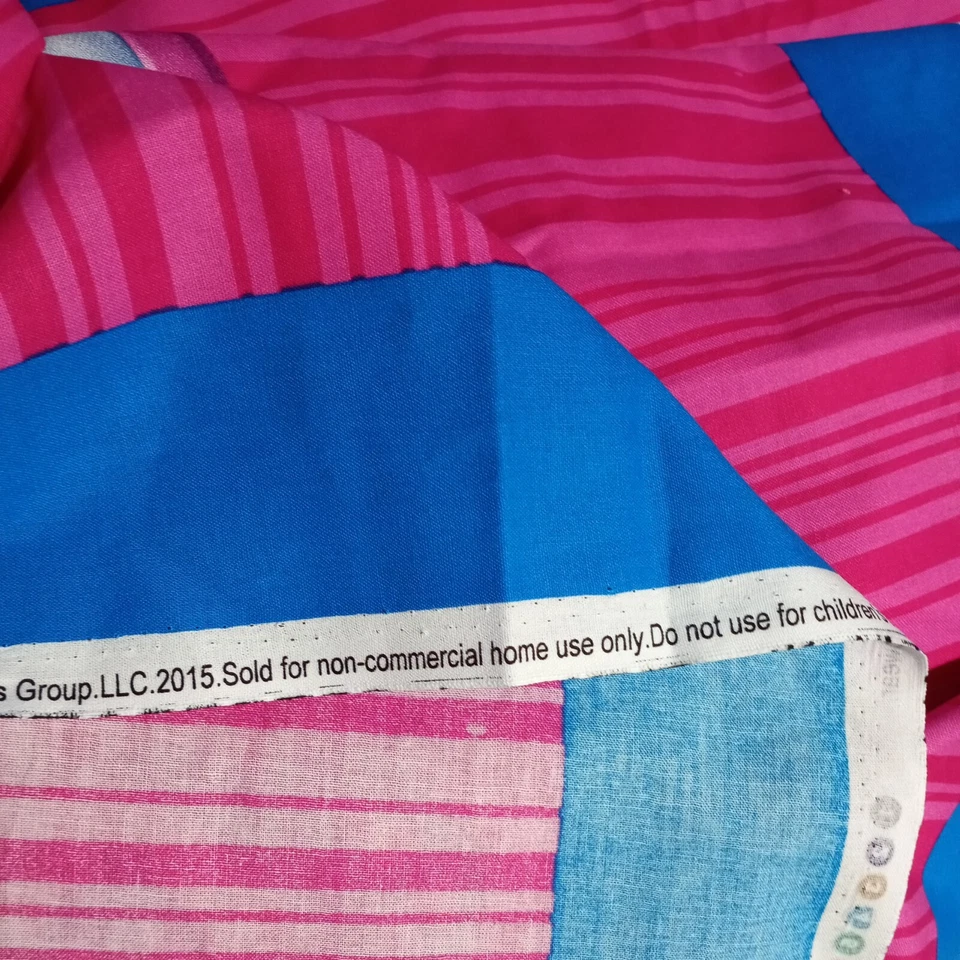 s Group.LLC.2015.Sold for non-commercial home use only.Do not use for children